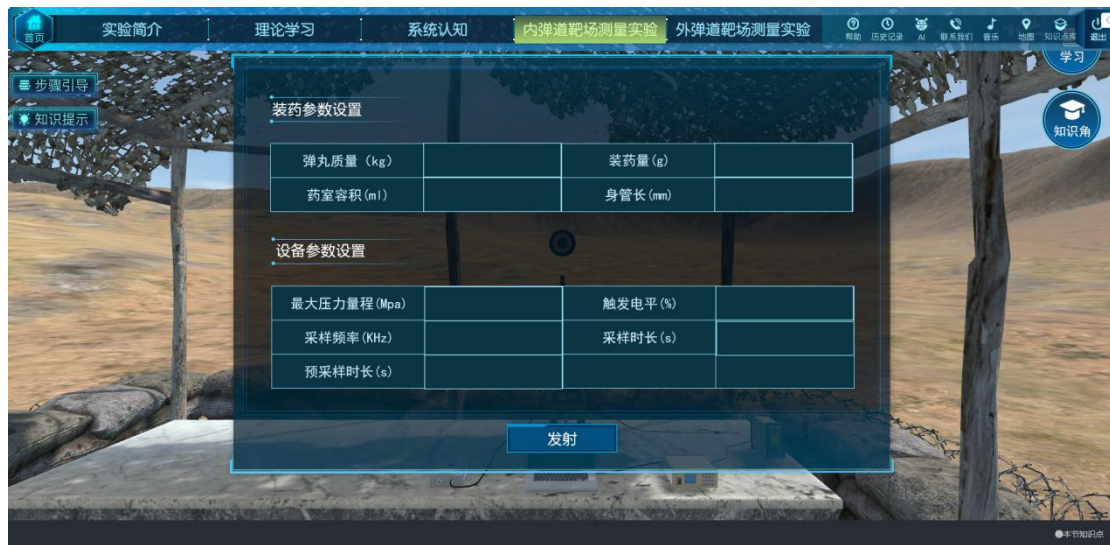 首页
实验简介
理论学习
系统认知
内弹道靶场测量实验
外弹道靶场测量实验
帮助
历史记录
AI
联系我们
音乐
地图
知识点库
退出
学习
步骤引导
知识提示
知识角
装药参数设置
弹丸质量（kg）
装药量(g)
药室容积(ml)
身管长(mm)
设备参数设置
最大压力量程(Mpa)
触发电平(%)
采样频率(KHz)
采样时长(s)
预采样时长(s)
发射
本节知识点